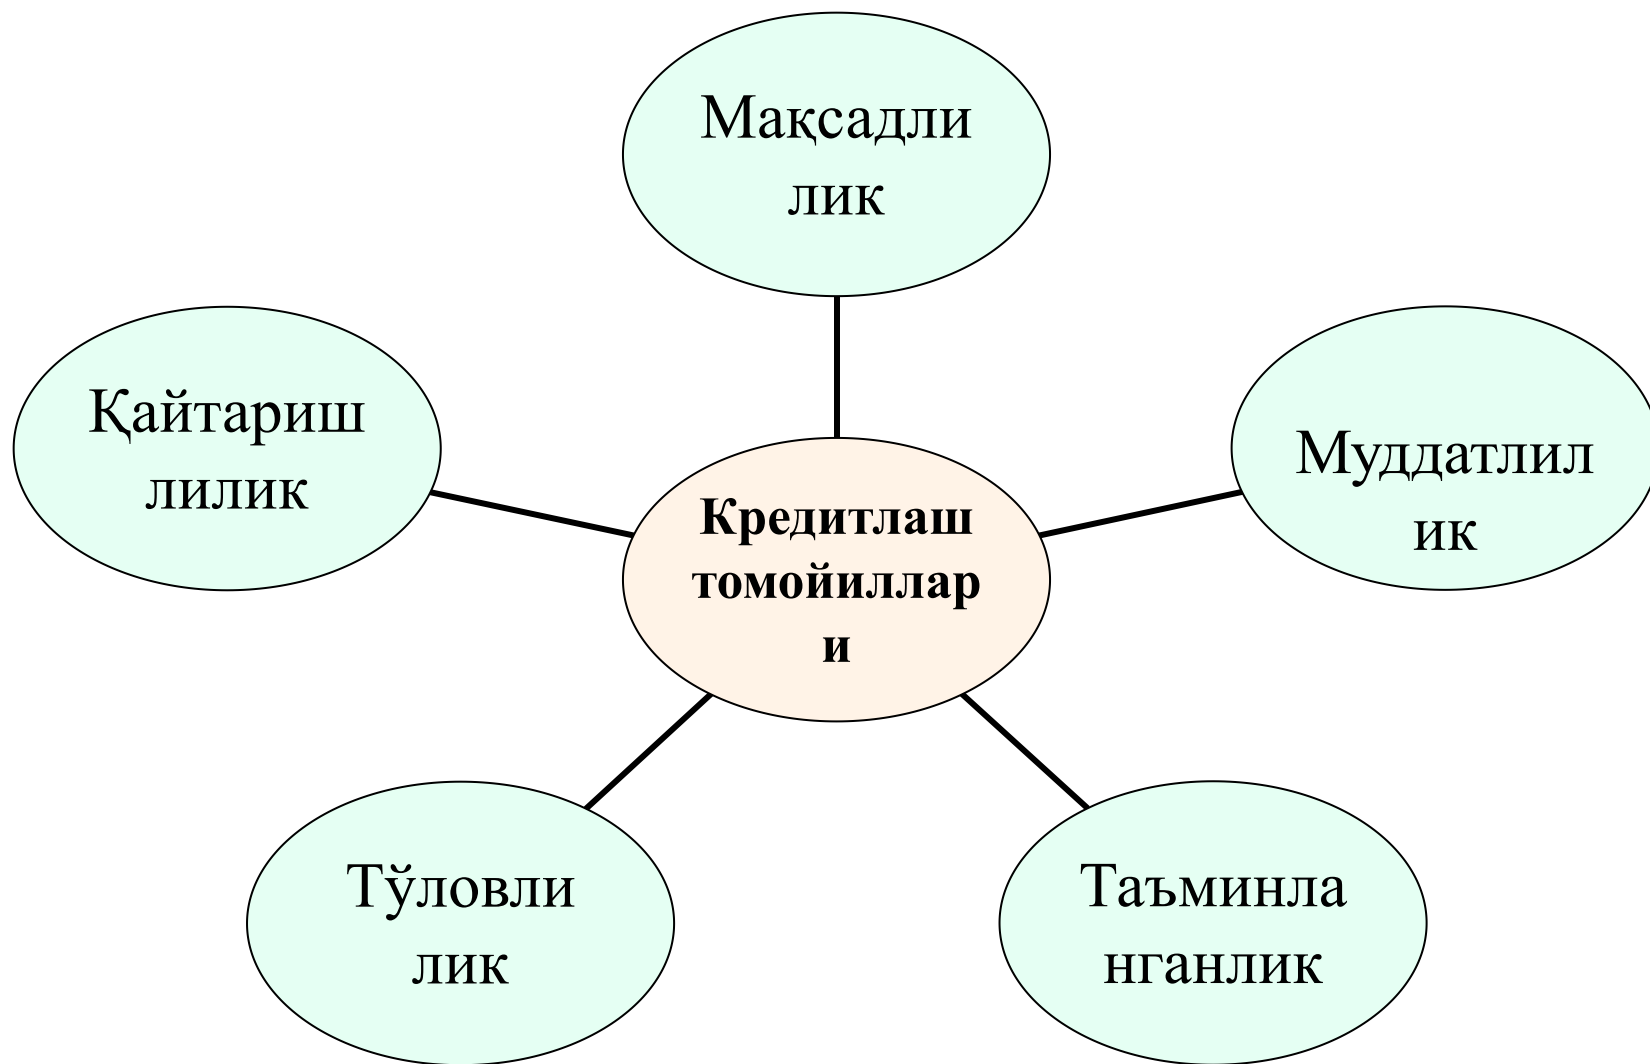 Мақсадли
лик
Қайтариш
лилик
Муддатлил
ик
Кредитлаш
томойиллар
и
Тўловли
лик
Таъминла
нганлик